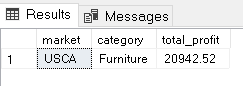 Results Messages
market category total_profit
1 USCA Furniture 20942.52